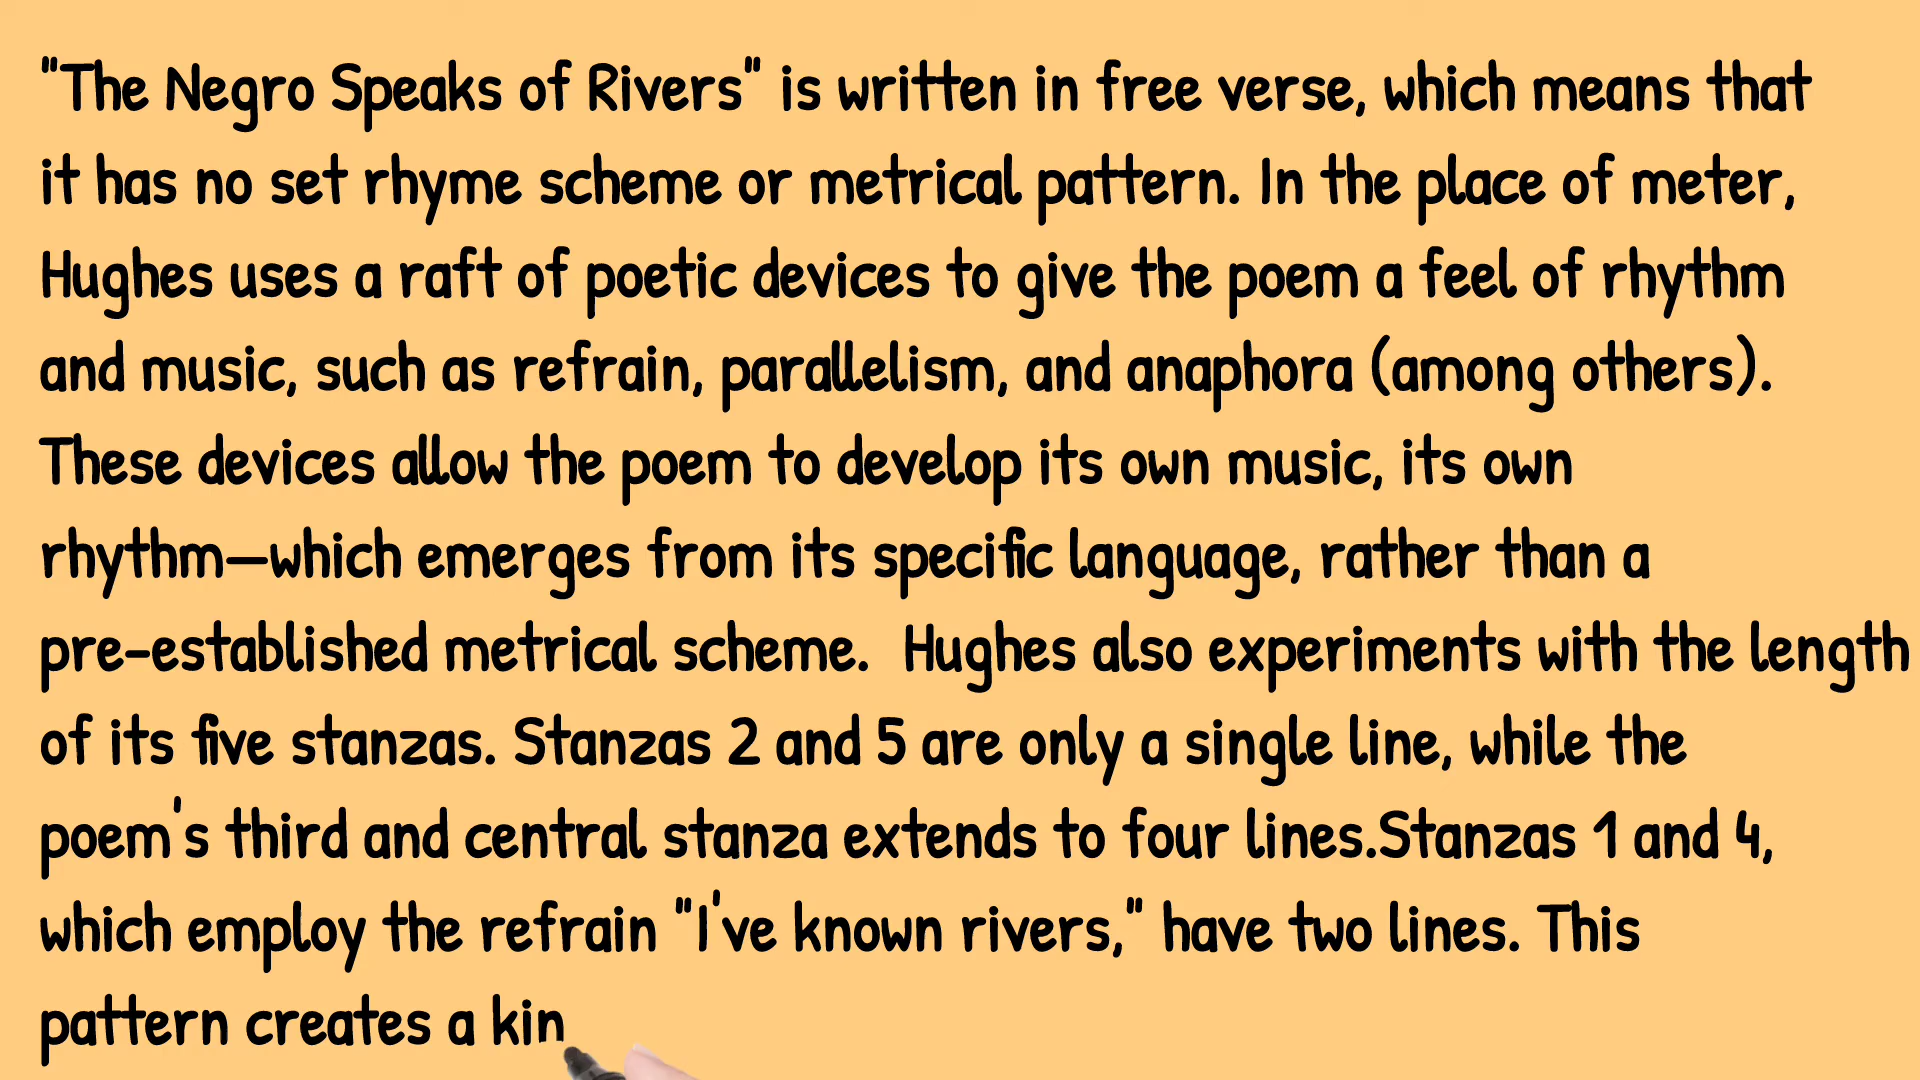 "The Negro Speaks of Rivers" is written in free verse, which means that
it has no set rhyme scheme or metrical pattern. In the place of meter,
Hughes uses a raft of poetic devices to give the poem a feel of rhythm
and music, such as refrain, parallelism, and anaphora (among others).
These devices allow the poem to develop its own music, its own
rhythm—which emerges from its specific language, rather than a
pre-established metrical scheme.  Hughes also experiments with the length
of its five stanzas. Stanzas 2 and 5 are only a single line, while the
poem's third and central stanza extends to four lines.Stanzas 1 and 4,
which employ the refrain "I've known rivers," have two lines. This
pattern creates a kin